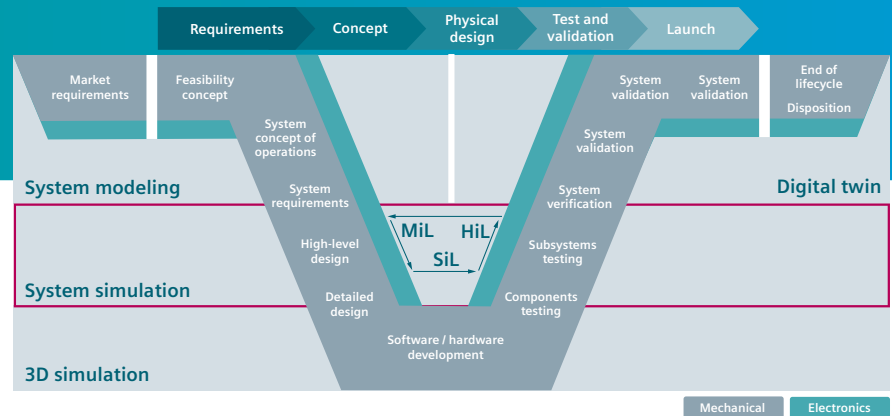 Requirements
Concept
Physical
design
Test and
validation
Launch
Market
requirements
Feasibility
concept
System
concept of
operations
System
requirements
High-level
design
Detailed
design
Software / hardware
development
Components
testing
Subsystems
testing
System
verification
System
validation
System
validation
System
validation
End of
lifecycle
Disposition
System modeling
Digital twin
MiL
HiL
SiL
System simulation
3D simulation
Mechanical
Electronics